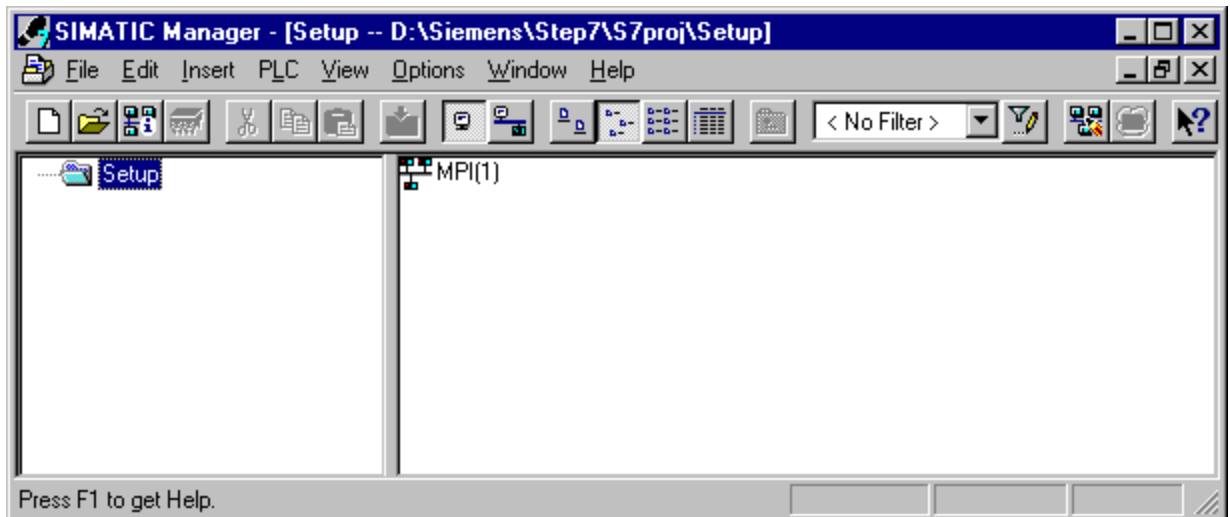 SIMATIC Manager - [Setup -- D:\Siemens\Step7\S7proj\Setup]
File Edit Insert PLC View Options Window Help
< No Filter >
Setup
MPI(1)
Press F1 to get Help.